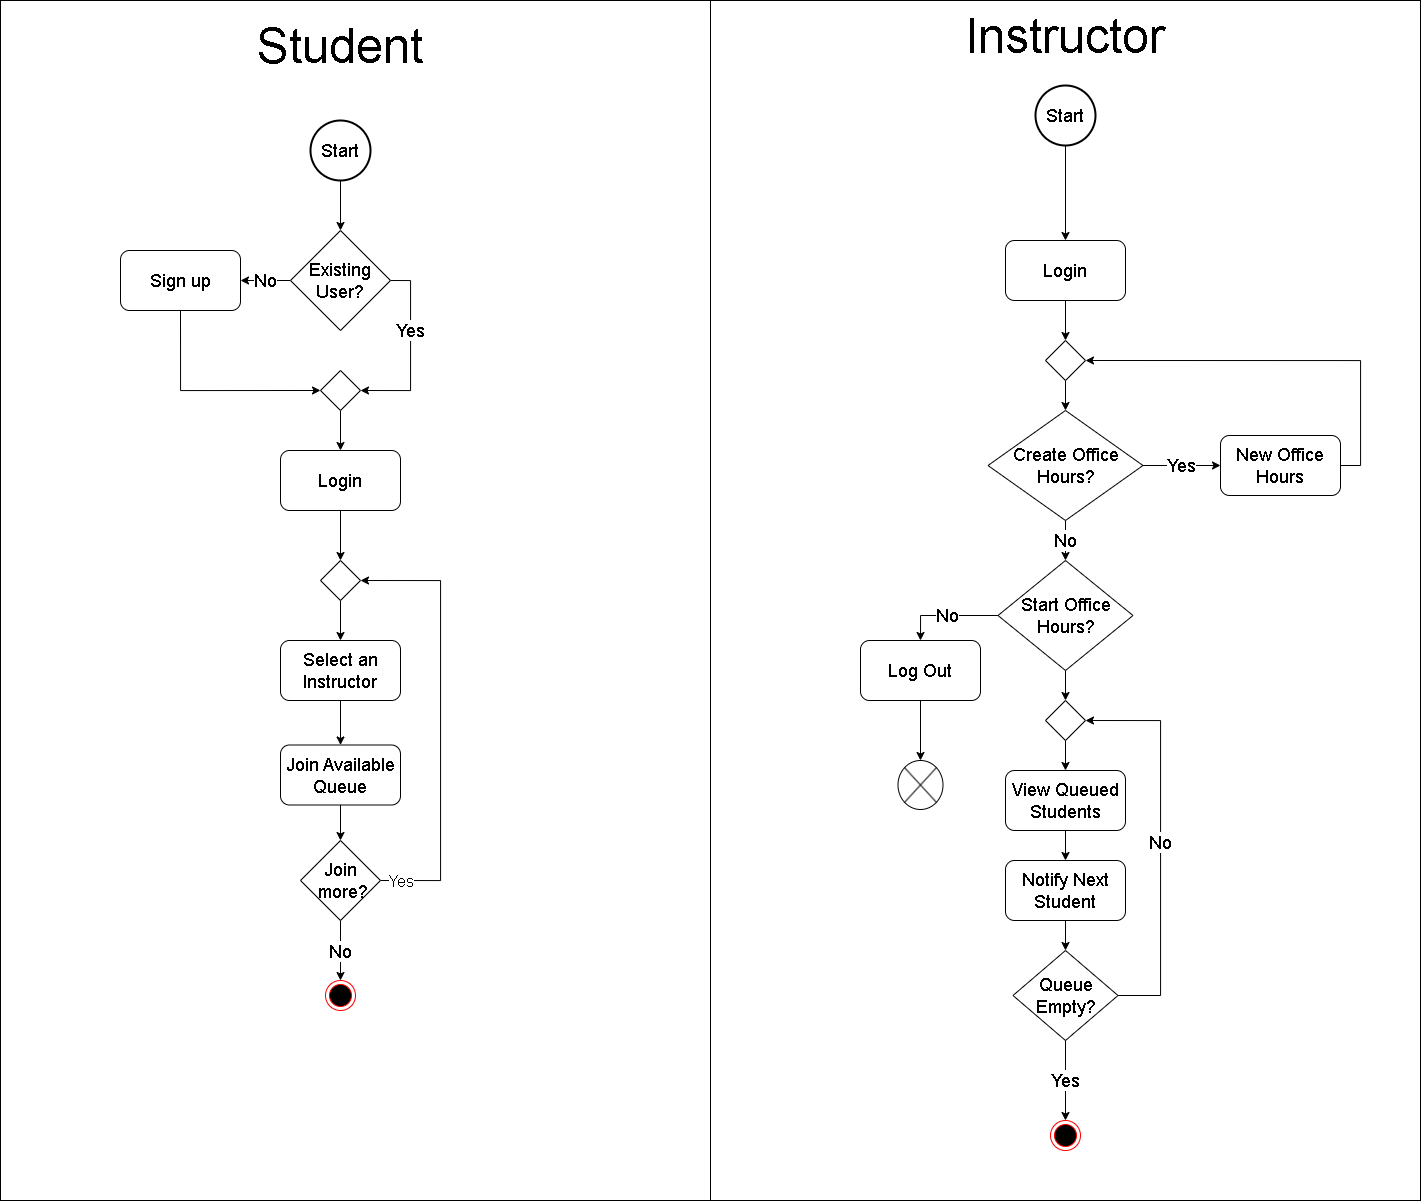 Student
Start
Existing
User?
No
Sign up
Yes
Login
Select an
Instructor
Join Available
Queue
Join
more?
Yes
No
Instructor
Start
Login
Create Office
Hours?
Yes
New Office
Hours
No
Start Office
Hours?
No
Log Out
View Queued
Students
Notify Next
Student
No
Queue
Empty?
Yes